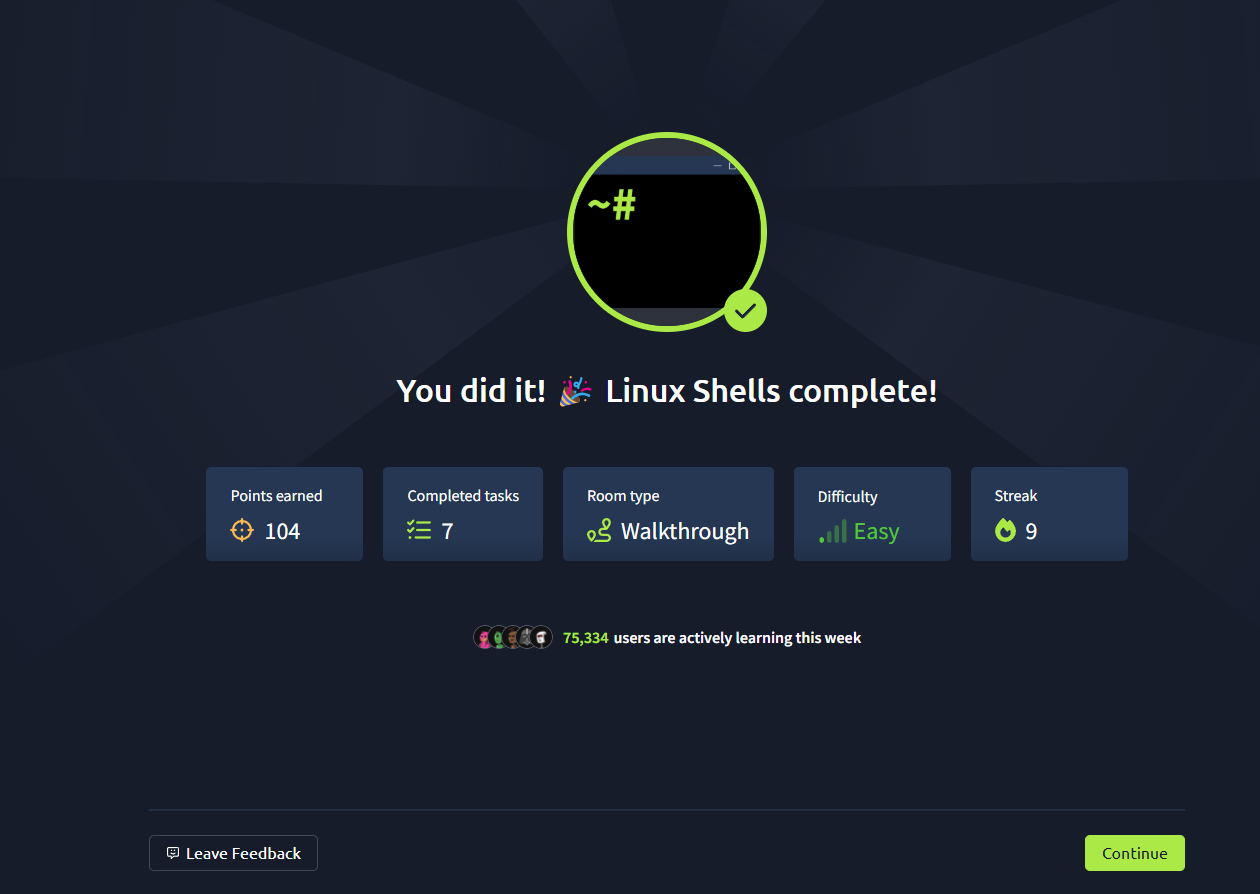 ~#
You did it! 🎉 Linux Shells complete!
Points earned
104
Completed tasks
7
Room type
Walkthrough
Difficulty
Easy
Streak
9
75,334 users are actively learning this week
Leave Feedback
Continue